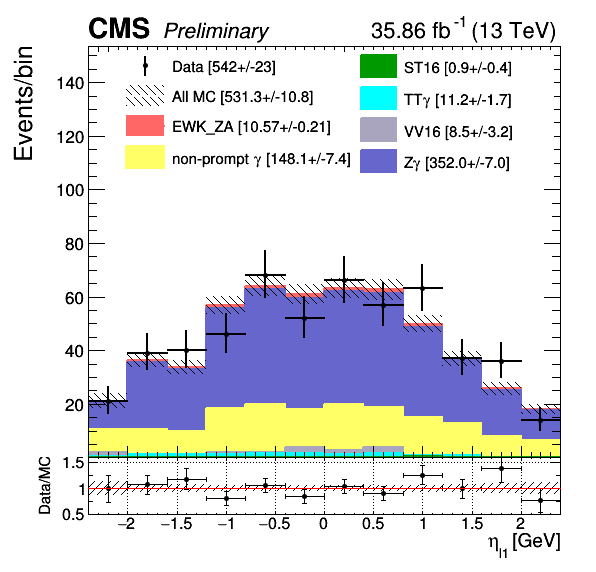 CMS Preliminary 35.86 fb⁻¹ (13 TeV)
Events/bin
Data [542+/-23]
All MC [531.3+/-10.8]
EWK_ZA [10.57+/-0.21]
non-prompt γ [148.1+/-7.4]
ST16 [0.9+/-0.4]
TTγ [11.2+/-1.7]
VV16 [8.5+/-3.2]
Zγ [352.0+/-7.0]
140
120
100
80
60
40
20
Data/MC
1.5
1
0.5
−2 −1.5 −1 −0.5 0 0.5 1 1.5 2
η_l1 [GeV]